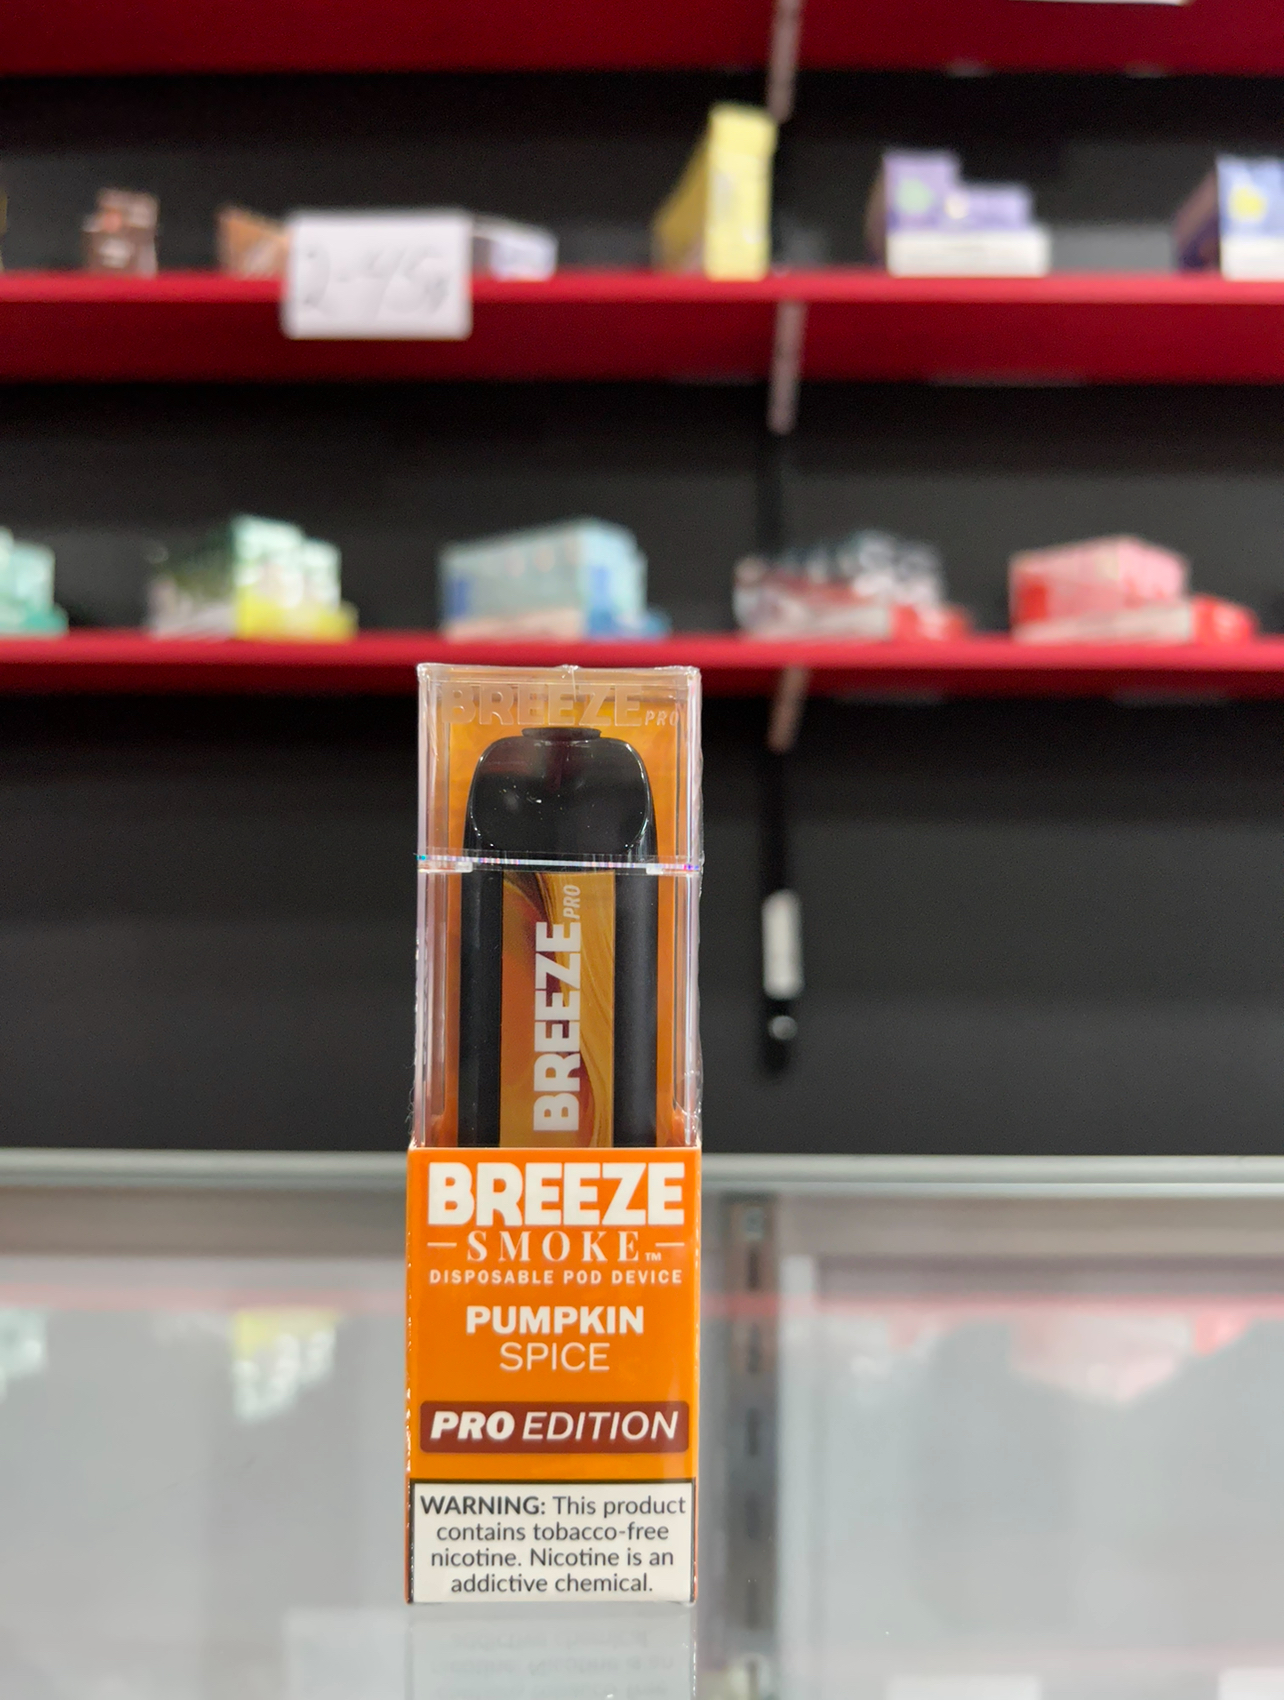 BREEZE PRO
BREEZE PRO
BREEZE
SMOKE™
DISPOSABLE POD DEVICE
PUMPKIN
SPICE
PRO EDITION
WARNING: This product
contains tobacco-free
nicotine. Nicotine is an
addictive chemical.